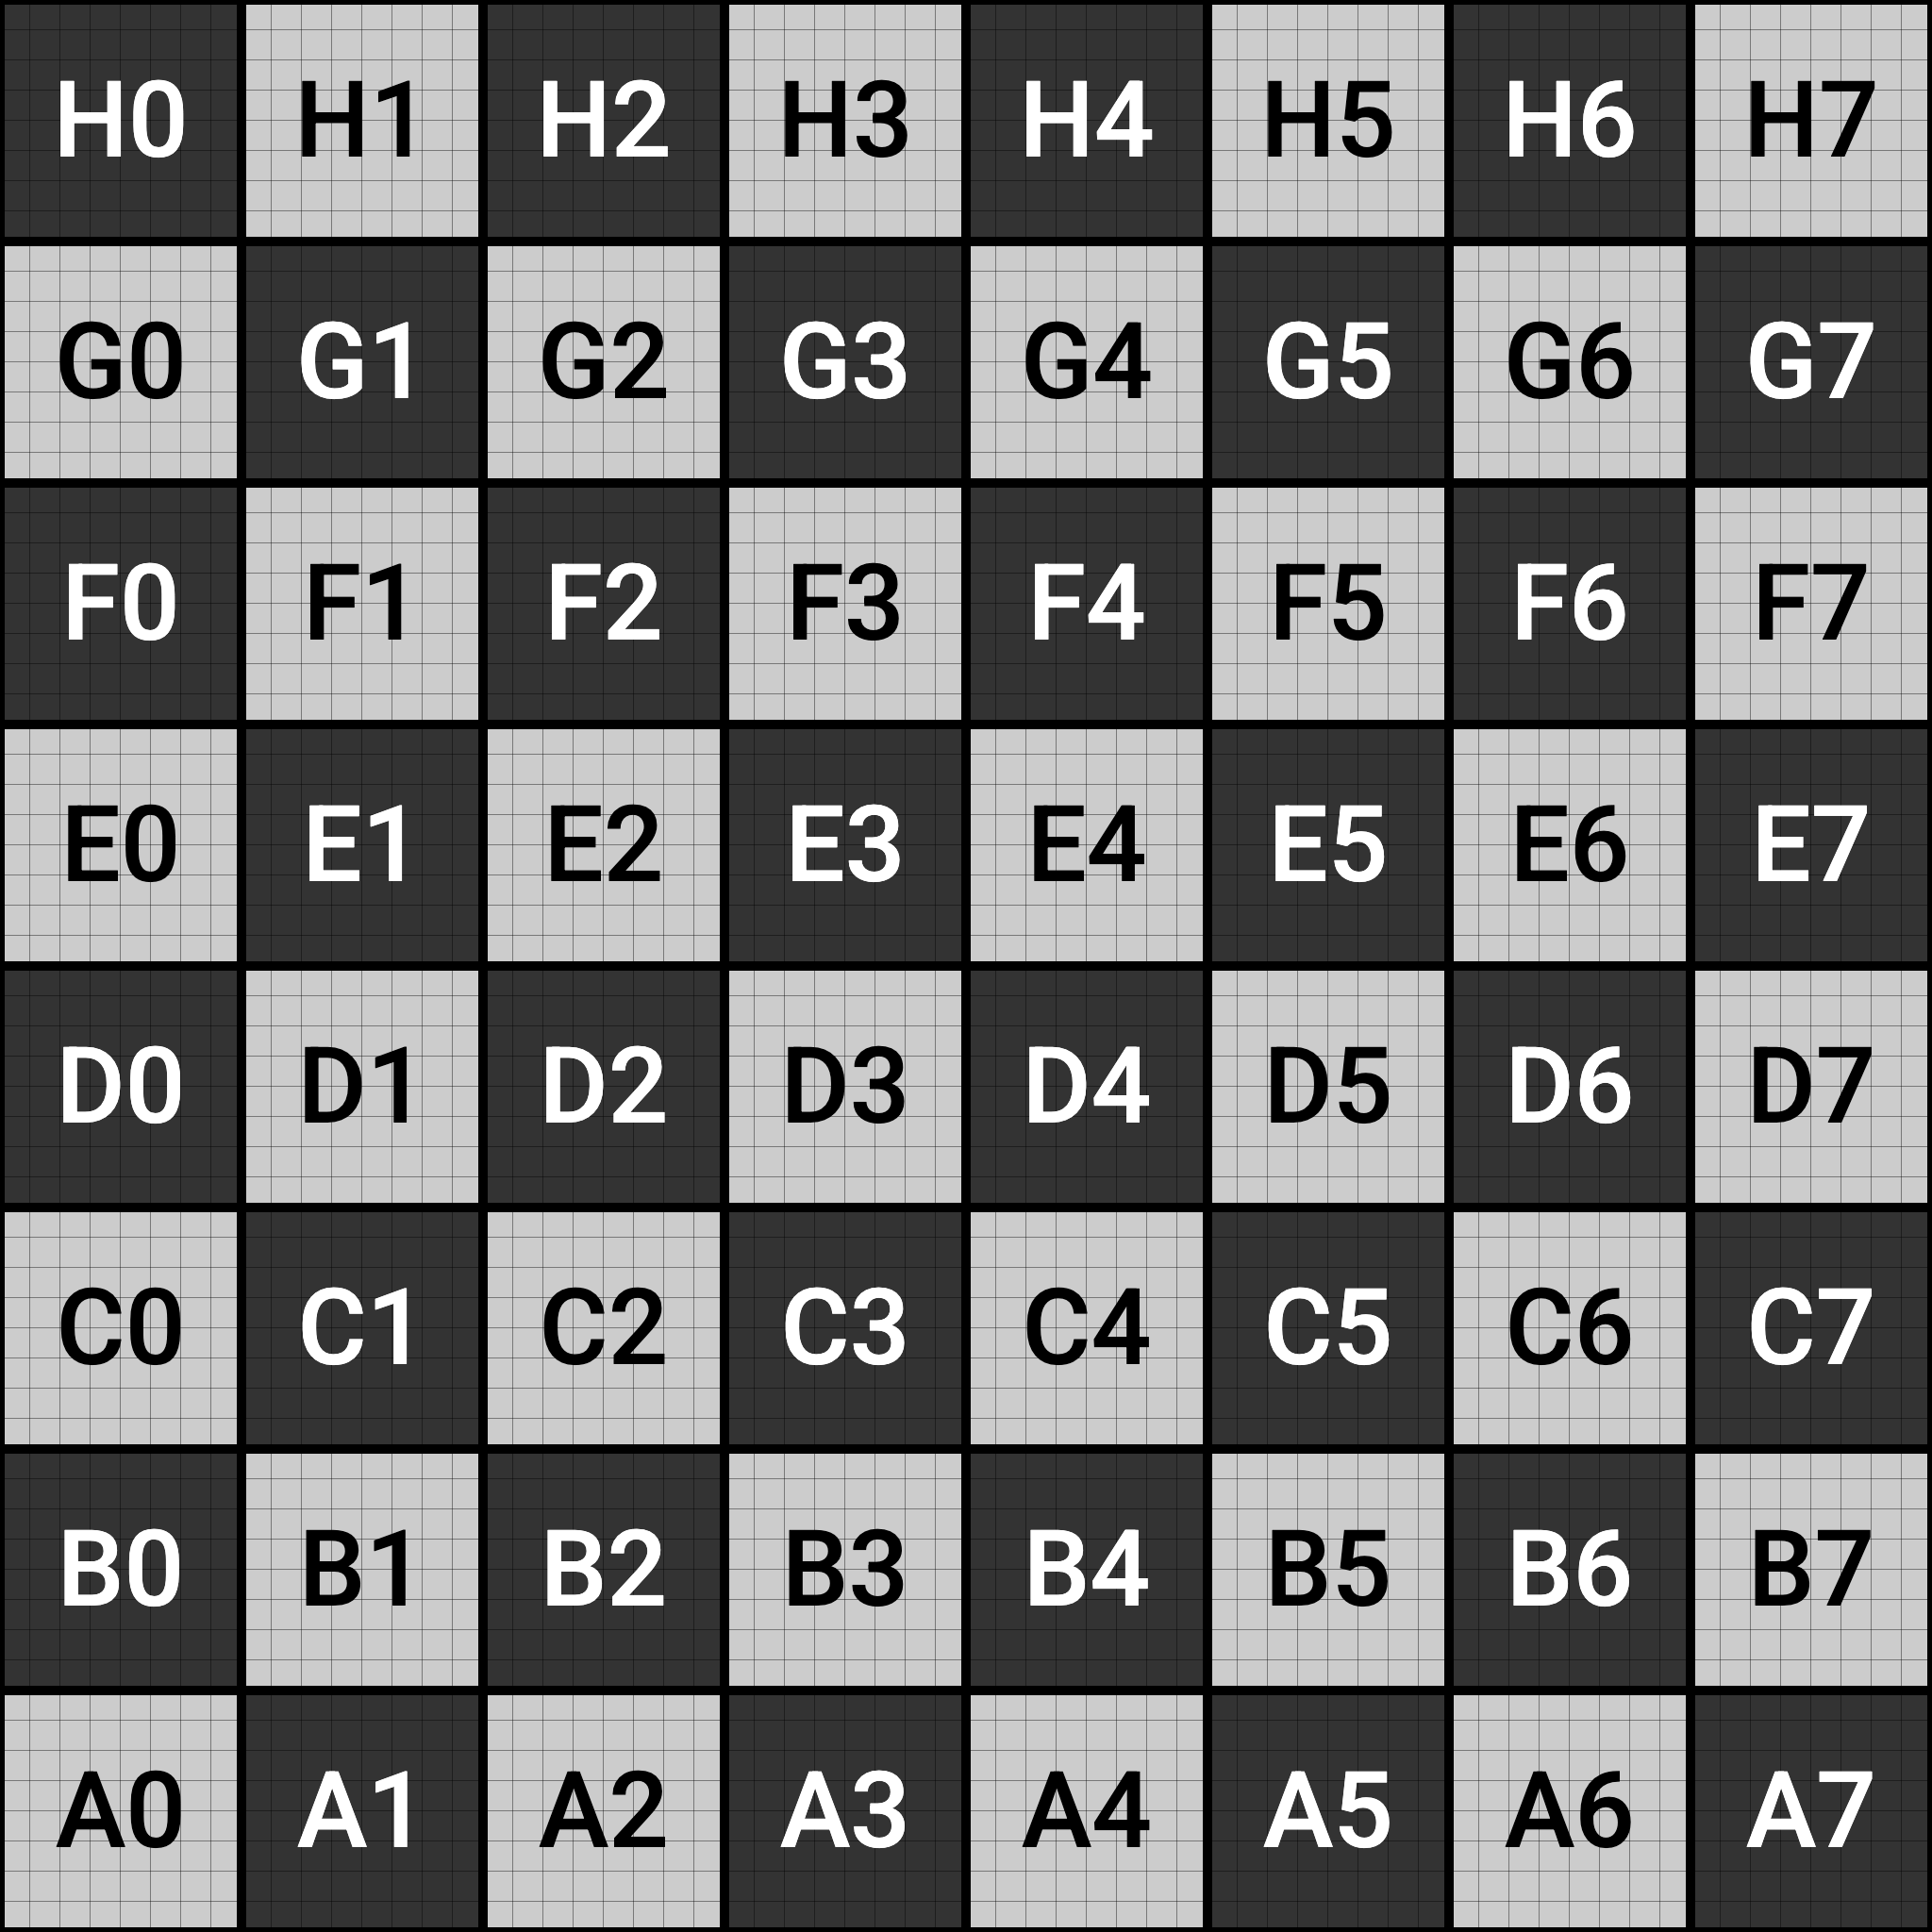 H0 H1 H2 H3 H4 H5 H6 H7
G0 G1 G2 G3 G4 G5 G6 G7
F0 F1 F2 F3 F4 F5 F6 F7
E0 E1 E2 E3 E4 E5 E6 E7
D0 D1 D2 D3 D4 D5 D6 D7
C0 C1 C2 C3 C4 C5 C6 C7
B0 B1 B2 B3 B4 B5 B6 B7
A0 A1 A2 A3 A4 A5 A6 A7